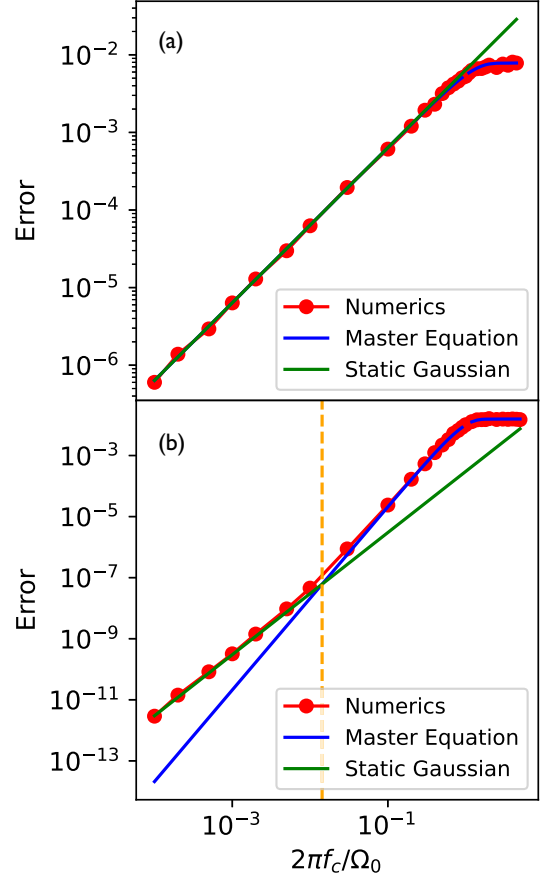 (a)
10^{-2}
10^{-3}
10^{-4}
10^{-5}
10^{-6}
Error
Numerics
Master Equation
Static Gaussian
(b)
10^{-3}
10^{-5}
10^{-7}
10^{-9}
10^{-11}
10^{-13}
Error
Numerics
Master Equation
Static Gaussian
10^{-3}
10^{-1}
2πf_c/Ω_0